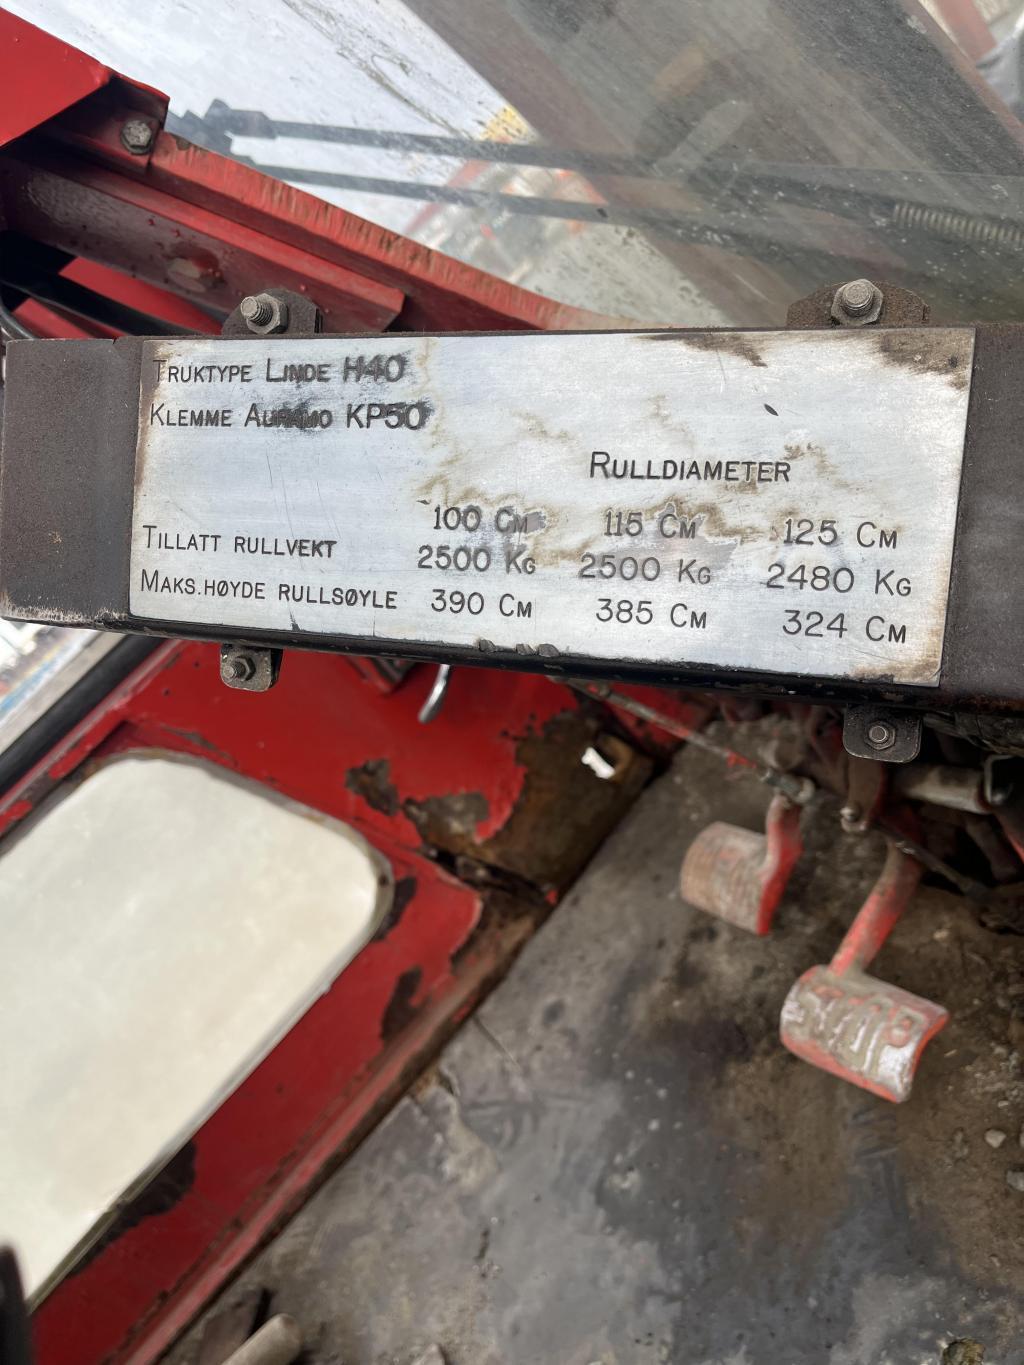 TRUKTYPE LINDE H40
KLEMME AURAMO KP50
RULLDIAMETER
100 CM 115 CM 125 CM
TILLATT RULLVEKT 2500 KG 2500 KG 2480 KG
MAKS.HØYDE RULLSØYLE 390 CM 385 CM 324 CM
STOP